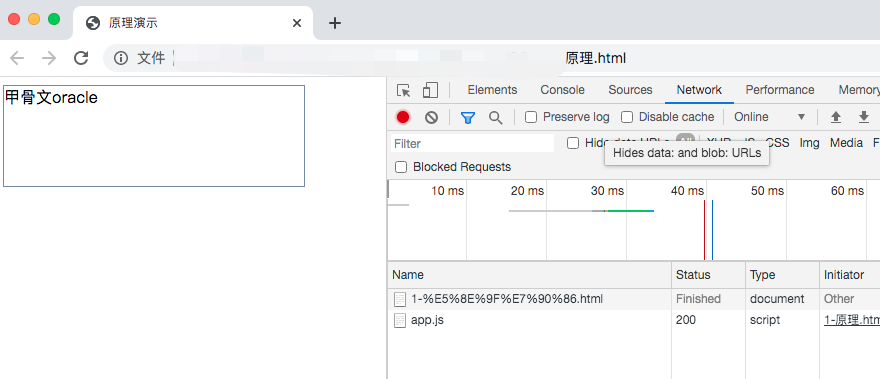 原理演示
文件
原理.html
甲骨文oracle
Elements Console Sources Network Performance Memory
Preserve log Disable cache Online
Filter Hide data URLs All XHR JS CSS Img Media F
Hides data: and blob: URLs
Blocked Requests
10 ms 20 ms 30 ms 40 ms 50 ms 60 ms
Name Status Type Initiator
1-%E5%8E%9F%E7%90%86.html Finished document Other
app.js 200 script 1-原理.htm